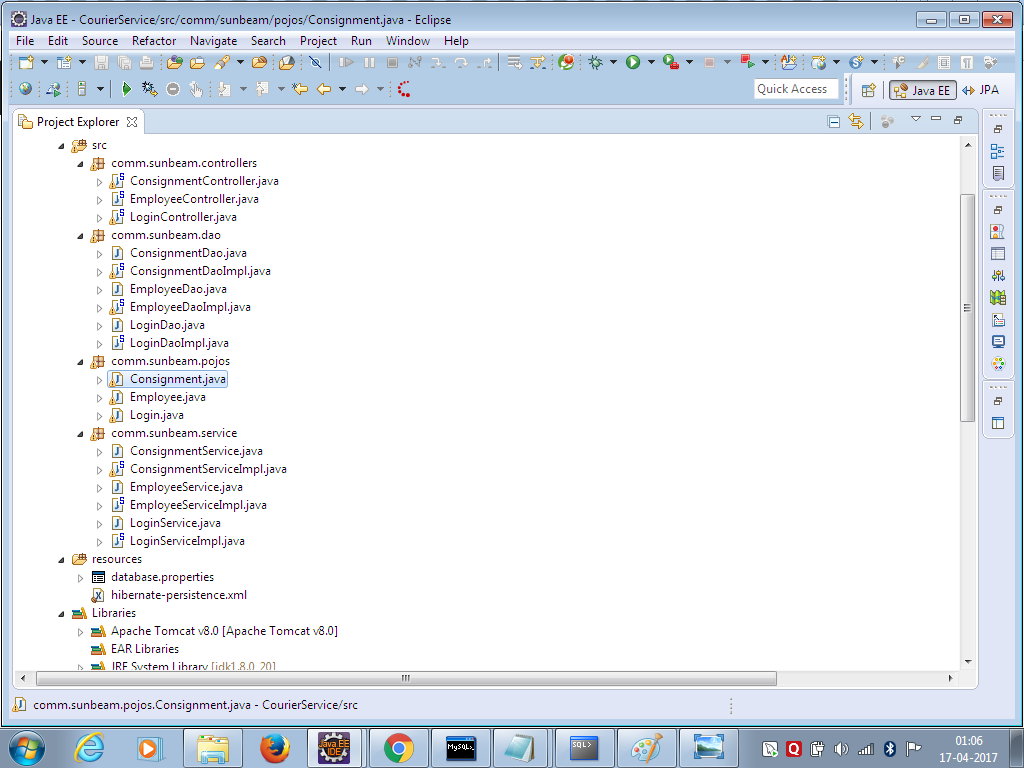 Java EE - CourierService/src/comm/sunbeam/pojos/Consignment.java - Eclipse
File Edit Source Refactor Navigate Search Project Run Window Help
Quick Access
Java EE
JPA
Project Explorer
src
comm.sunbeam.controllers
ConsignmentController.java
EmployeeController.java
LoginController.java
comm.sunbeam.dao
ConsignmentDao.java
ConsignmentDaoImpl.java
EmployeeDao.java
EmployeeDaoImpl.java
LoginDao.java
LoginDaoImpl.java
comm.sunbeam.pojos
Consignment.java
Employee.java
Login.java
comm.sunbeam.service
ConsignmentService.java
ConsignmentServiceImpl.java
EmployeeService.java
EmployeeServiceImpl.java
LoginService.java
LoginServiceImpl.java
resources
database.properties
hibernate-persistence.xml
Libraries
Apache Tomcat v8.0 [Apache Tomcat v8.0]
EAR Libraries
JRE System Library [jdk1.8.0_20]
comm.sunbeam.pojos.Consignment.java - CourierService/src
Java EE
IDE
MySQL>
SQL>
01:06
17-04-2017